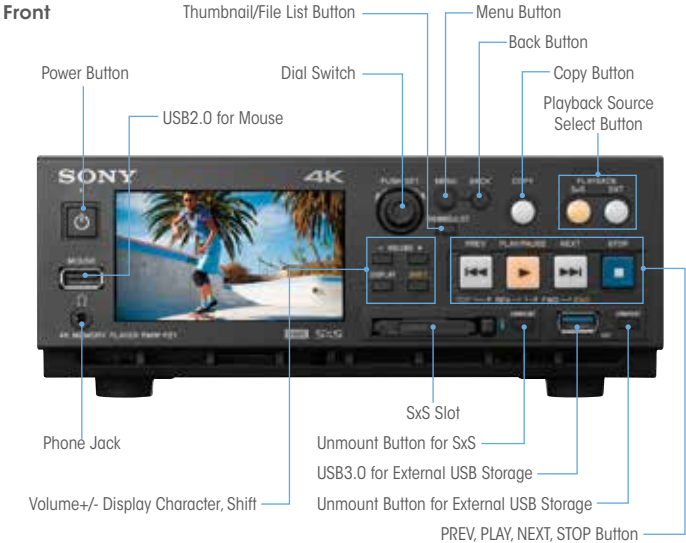 Front
Thumbnail/File List Button
Menu Button
Back Button
Power Button
Dial Switch
Copy Button
Playback Source
Select Button
USB2.0 for Mouse
SONY
4K
PUSH SET
MENU
BACK
COPY
PLAYBACK
SxS
EXT
MOUSE
- VOLUME +
DISPLAY
SHIFT
PREV
PLAY/PAUSE
NEXT
STOP
4K MEMORY PLAYER PMW-PZ1
SxS
SxS Slot
Phone Jack
Unmount Button for SxS
USB3.0 for External USB Storage
Volume+/- Display Character, Shift
Unmount Button for External USB Storage
PREV, PLAY, NEXT, STOP Button